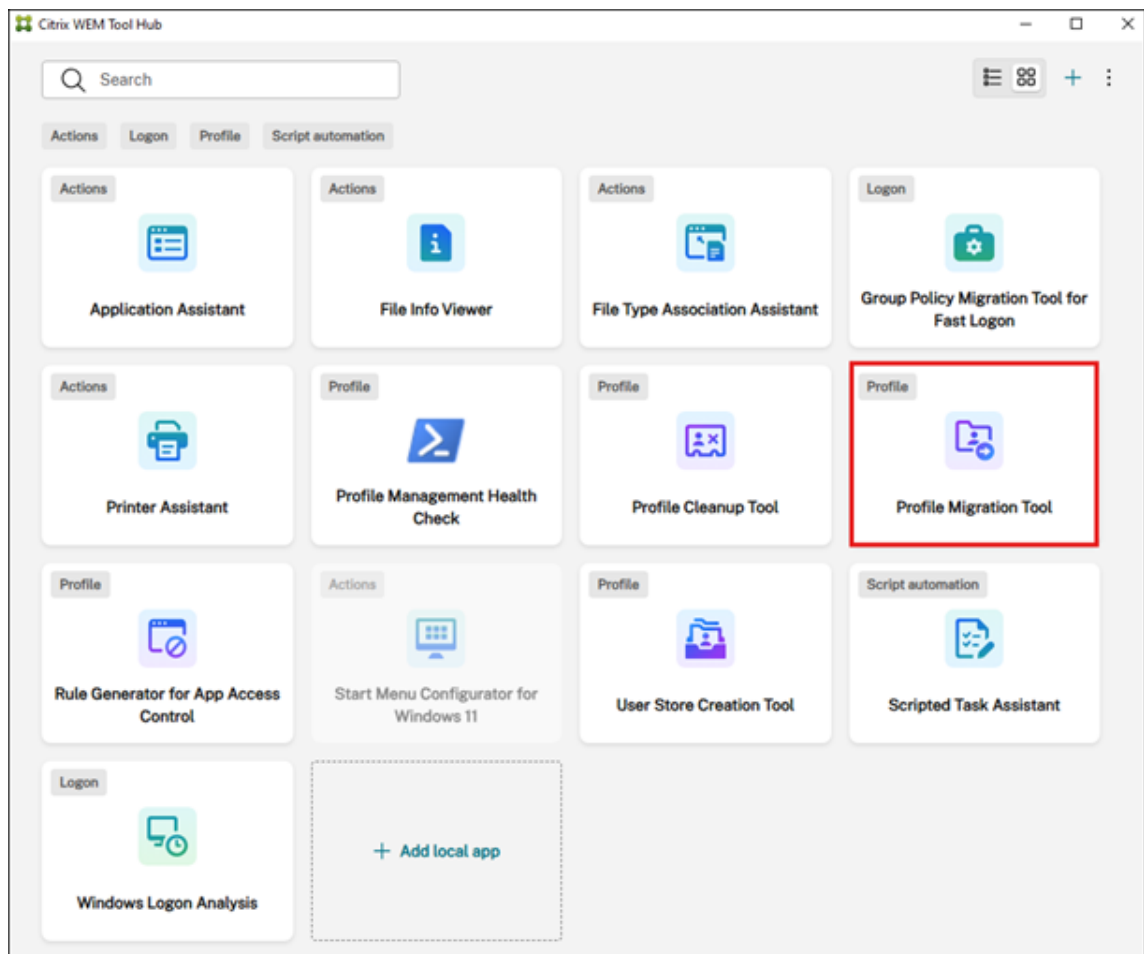 Citrix WEM Tool Hub
Search
Actions Logon Profile Script automation
Actions
Application Assistant
Actions
File Info Viewer
Actions
File Type Association Assistant
Logon
Group Policy Migration Tool for
Fast Logon
Actions
Printer Assistant
Profile
Profile Management Health
Check
Profile
Profile Cleanup Tool
Profile
Profile Migration Tool
Profile
Rule Generator for App Access
Control
Actions
Start Menu Configurator for
Windows 11
Profile
User Store Creation Tool
Script automation
Scripted Task Assistant
Logon
Windows Logon Analysis
+ Add local app